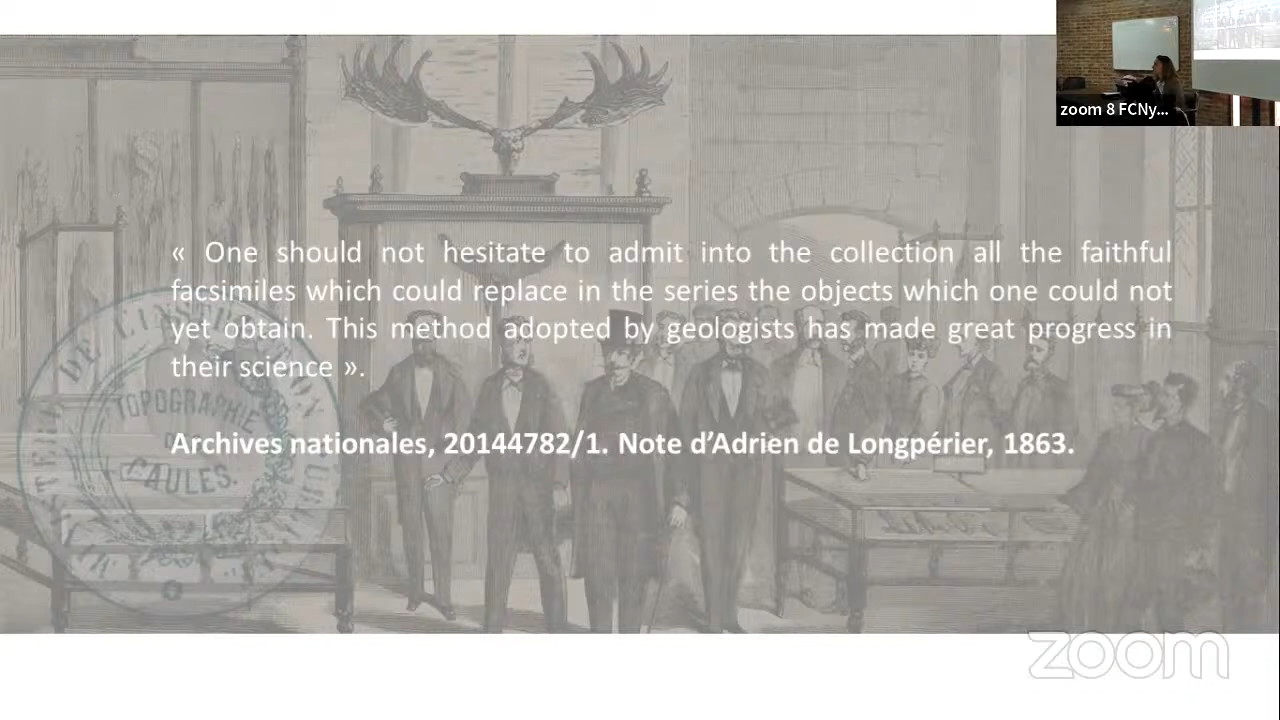 zoom 8 FCNy...
« One should not hesitate to admit into the collection all the faithful
facsimiles which could replace in the series the objects which one could not
yet obtain. This method adopted by geologists has made great progress in
their science ».
TOPOGRAPHIE
GAULES.
Archives nationales, 20144782/1. Note d’Adrien de Longpérier, 1863.
zoom